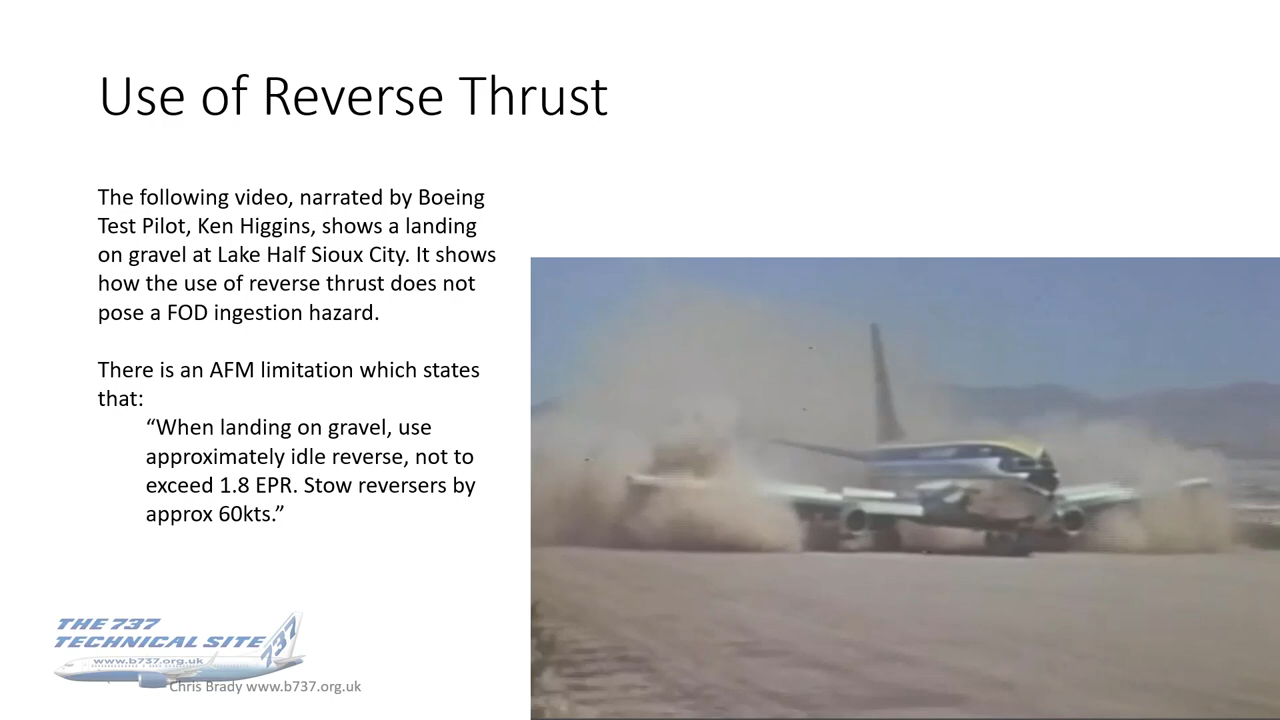 Use of Reverse Thrust
The following video, narrated by Boeing
Test Pilot, Ken Higgins, shows a landing
on gravel at Lake Half Sioux City. It shows
how the use of reverse thrust does not
pose a FOD ingestion hazard.
There is an AFM limitation which states
that:
“When landing on gravel, use
approximately idle reverse, not to
exceed 1.8 EPR. Stow reversers by
approx 60kts.”
THE 737
TECHNICAL SITE
737
www.b737.org.uk
Chris Brady www.b737.org.uk